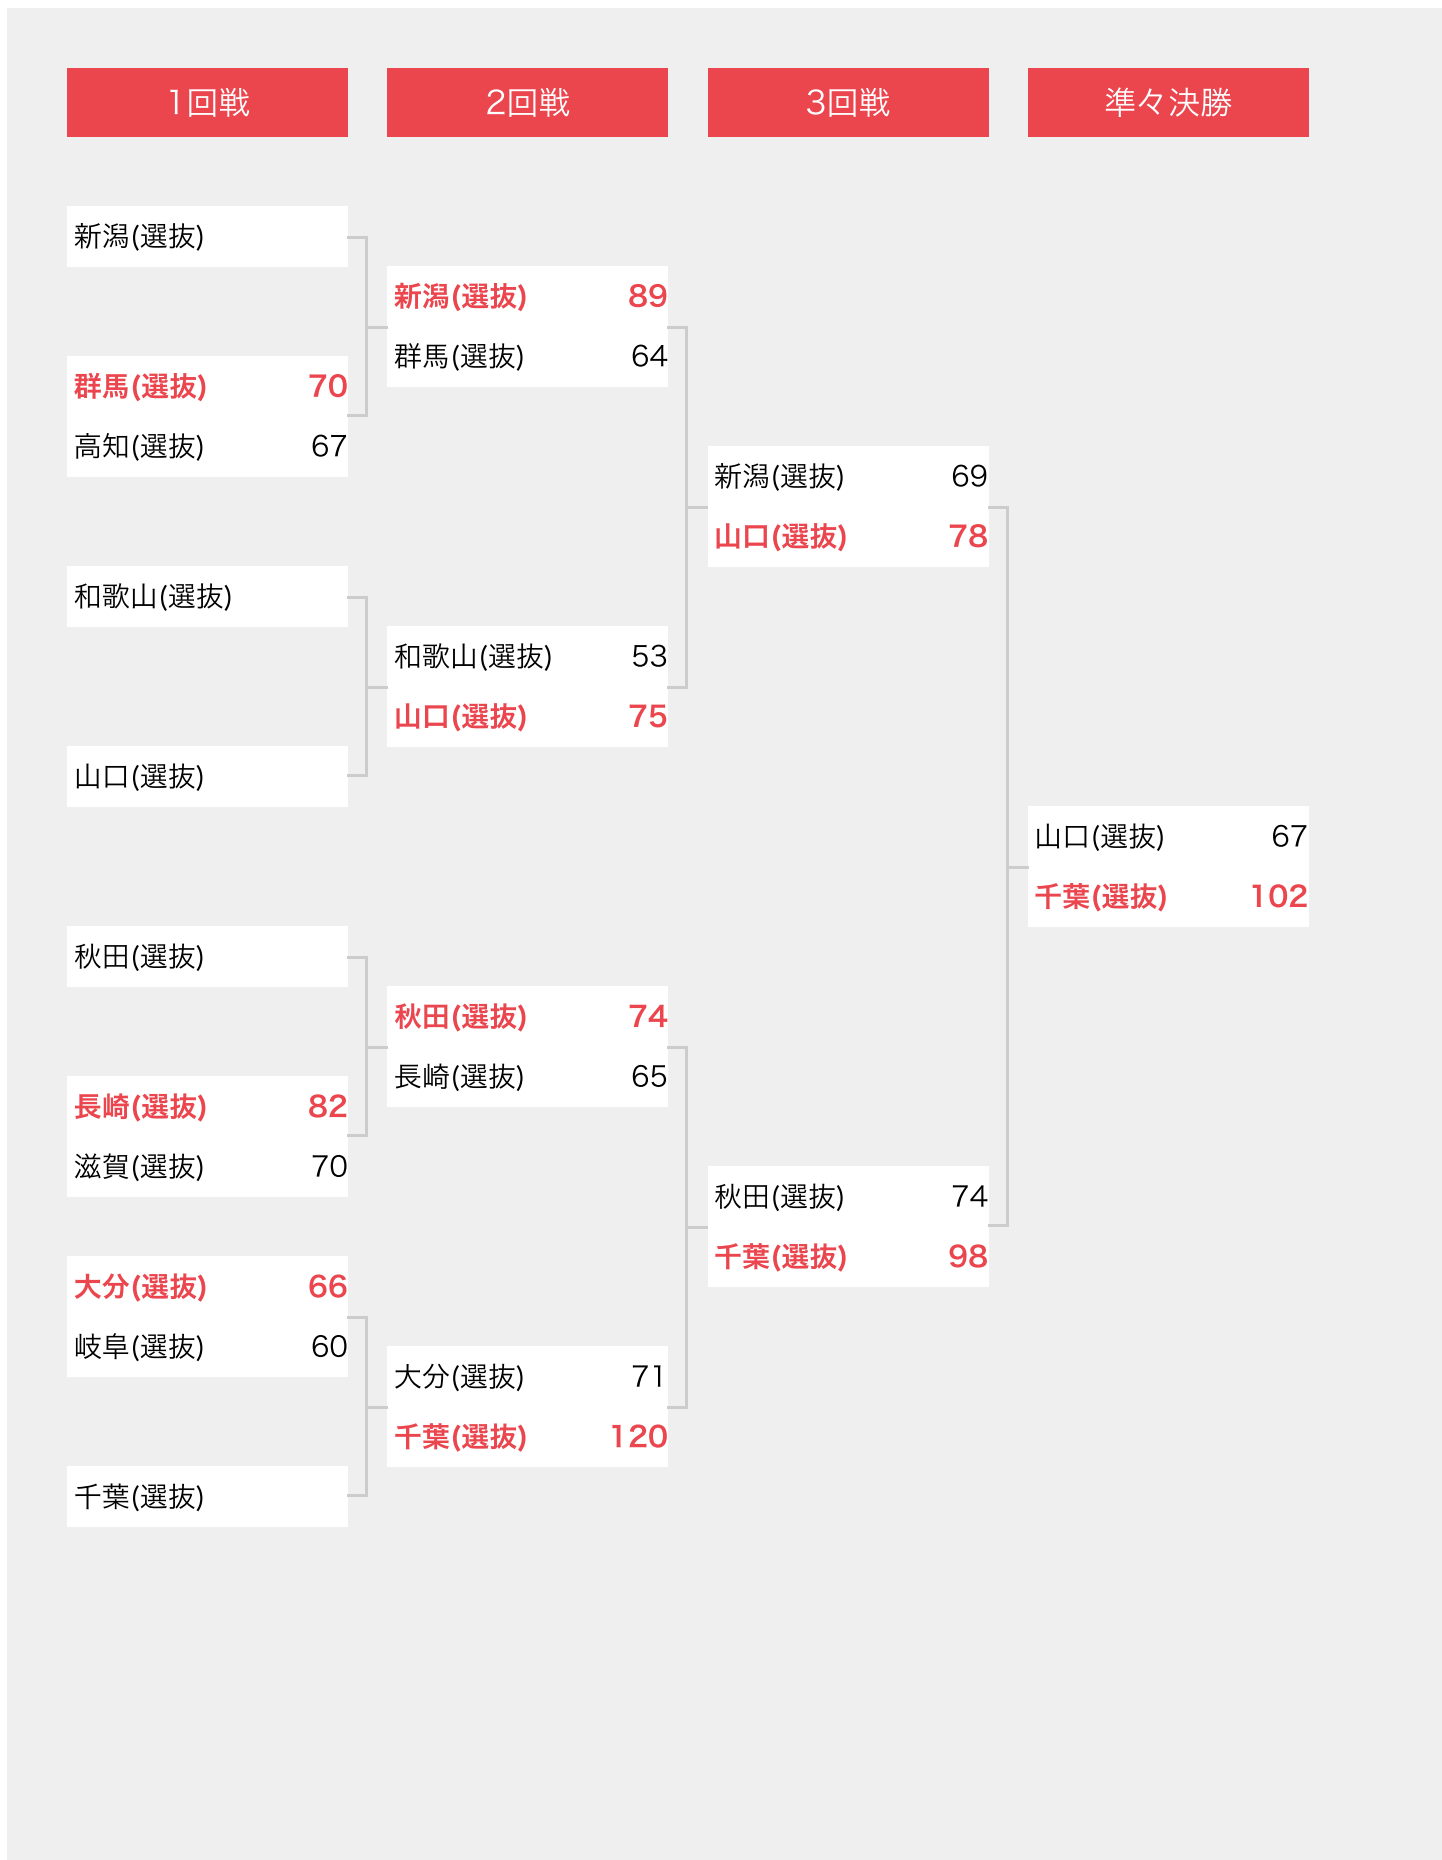 1回戦
2回戦
3回戦
準々決勝
新潟(選抜)
群馬(選抜) 70
高知(選抜) 67
和歌山(選抜)
山口(選抜)
秋田(選抜)
長崎(選抜) 82
滋賀(選抜) 70
大分(選抜) 66
岐阜(選抜) 60
千葉(選抜)
新潟(選抜) 89
群馬(選抜) 64
和歌山(選抜) 53
山口(選抜) 75
秋田(選抜) 74
長崎(選抜) 65
大分(選抜) 71
千葉(選抜) 120
新潟(選抜) 69
山口(選抜) 78
秋田(選抜) 74
千葉(選抜) 98
山口(選抜) 67
千葉(選抜) 102